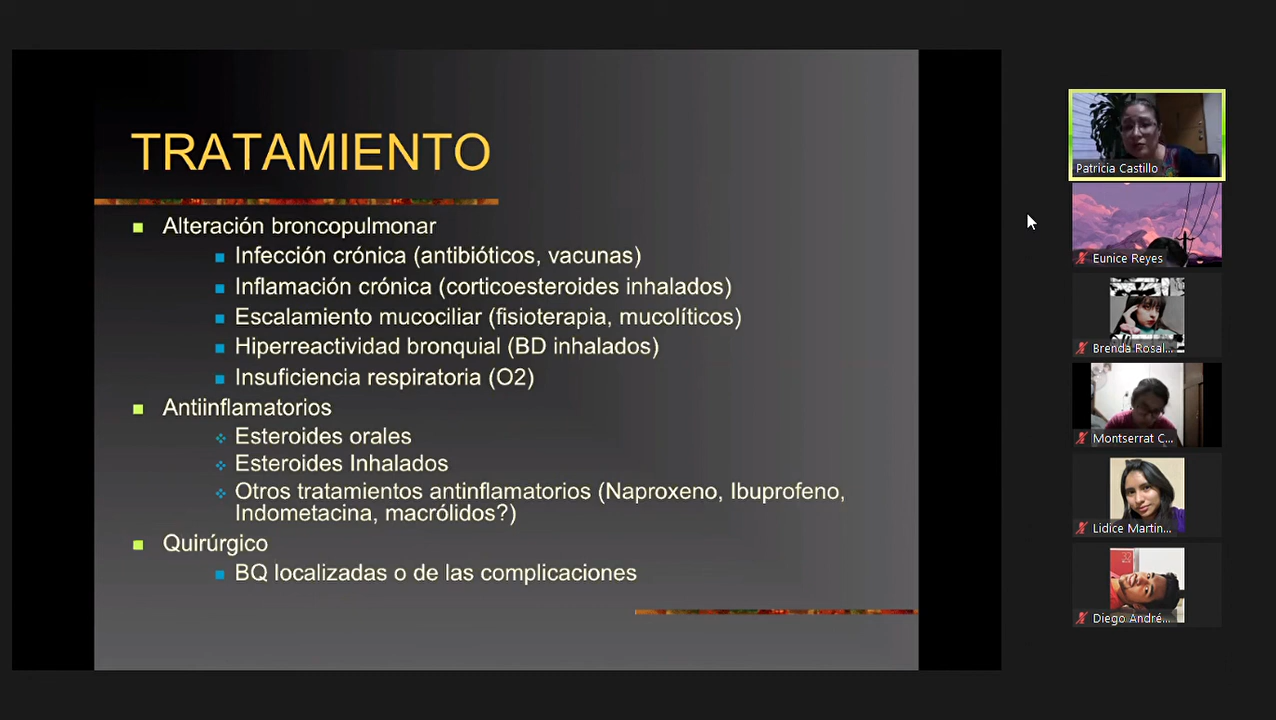 TRATAMIENTO
Alteración broncopulmonar
Infección crónica (antibióticos, vacunas)
Inflamación crónica (corticoesteroides inhalados)
Escalamiento mucociliar (fisioterapia, mucolíticos)
Hiperreactividad bronquial (BD inhalados)
Insuficiencia respiratoria (O2)
Antiinflamatorios
Esteroides orales
Esteroides Inhalados
Otros tratamientos antinflamatorios (Naproxeno, Ibuprofeno,
Indometacina, macrólidos?)
Quirúrgico
BQ localizadas o de las complicaciones
Patricia Castillo
Eunice Reyes
Brenda Rosal...
Montserrat C...
Lidice Martin...
Diego André...